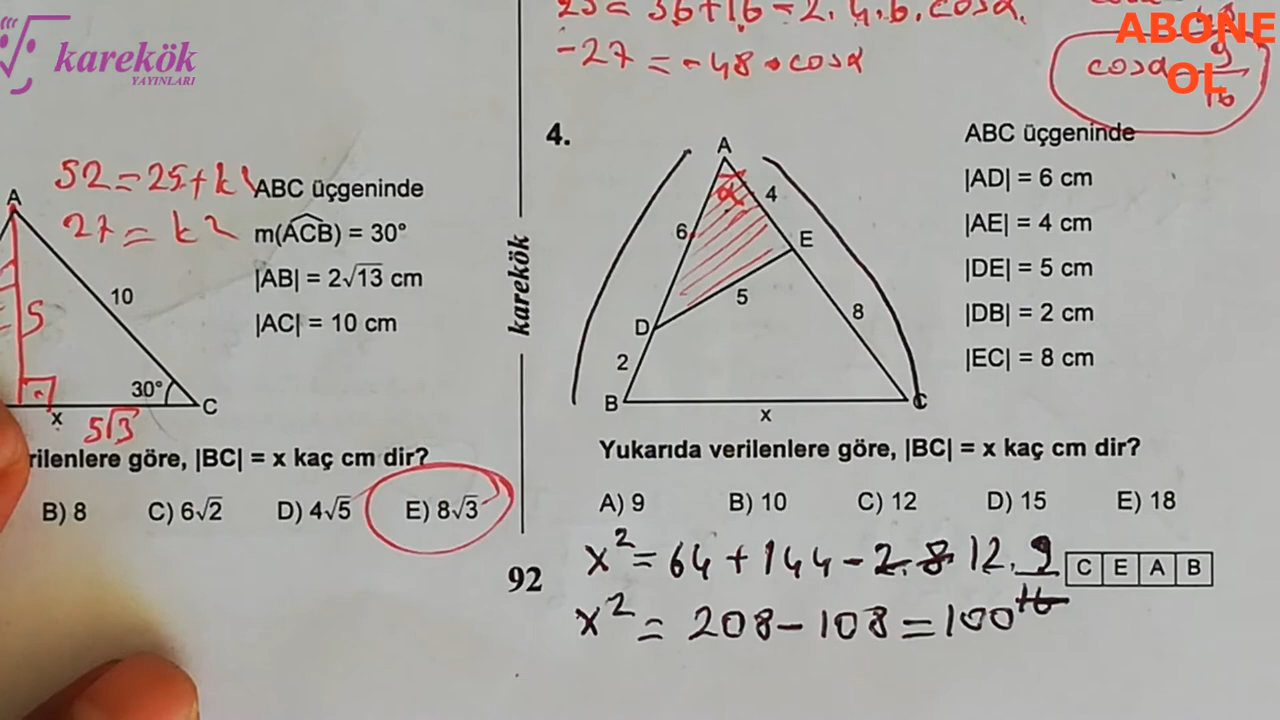 karekök
YAYINLARI
ABONE
OL
52 = 25 + k²
27 = k²
A
10
5
30°
C
x
5√3
ABC üçgeninde
m(ACB) = 30°
|AB| = 2√13 cm
|AC| = 10 cm
rilenlere göre, |BC| = x kaç cm dir?
B) 8 C) 6√2 D) 4√5 E) 8√3
karekök
92
25 = 36 + 16 - 2.4.6.cosα
-27 = -48.cosα
cosα = 9/16
4.
A
α
4
6
E
5
D
8
2
B
C
x
ABC üçgeninde
|AD| = 6 cm
|AE| = 4 cm
|DE| = 5 cm
|DB| = 2 cm
|EC| = 8 cm
Yukarıda verilenlere göre, |BC| = x kaç cm dir?
A) 9 B) 10 C) 12 D) 15 E) 18
x² = 64 + 144 - 2.8 12.9/16
x² = 208 - 108 = 100
C E A B